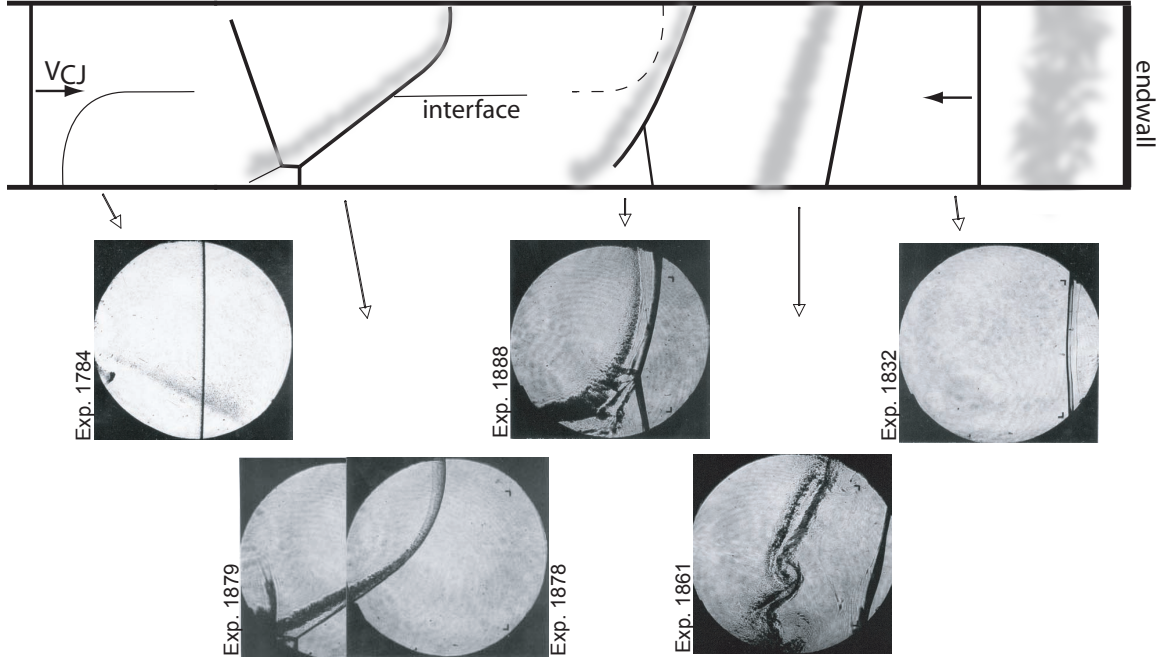 VCJ
interface
endwall
Exp. 1784
Exp. 1888
Exp. 1832
Exp. 1879
Exp. 1878
Exp. 1861